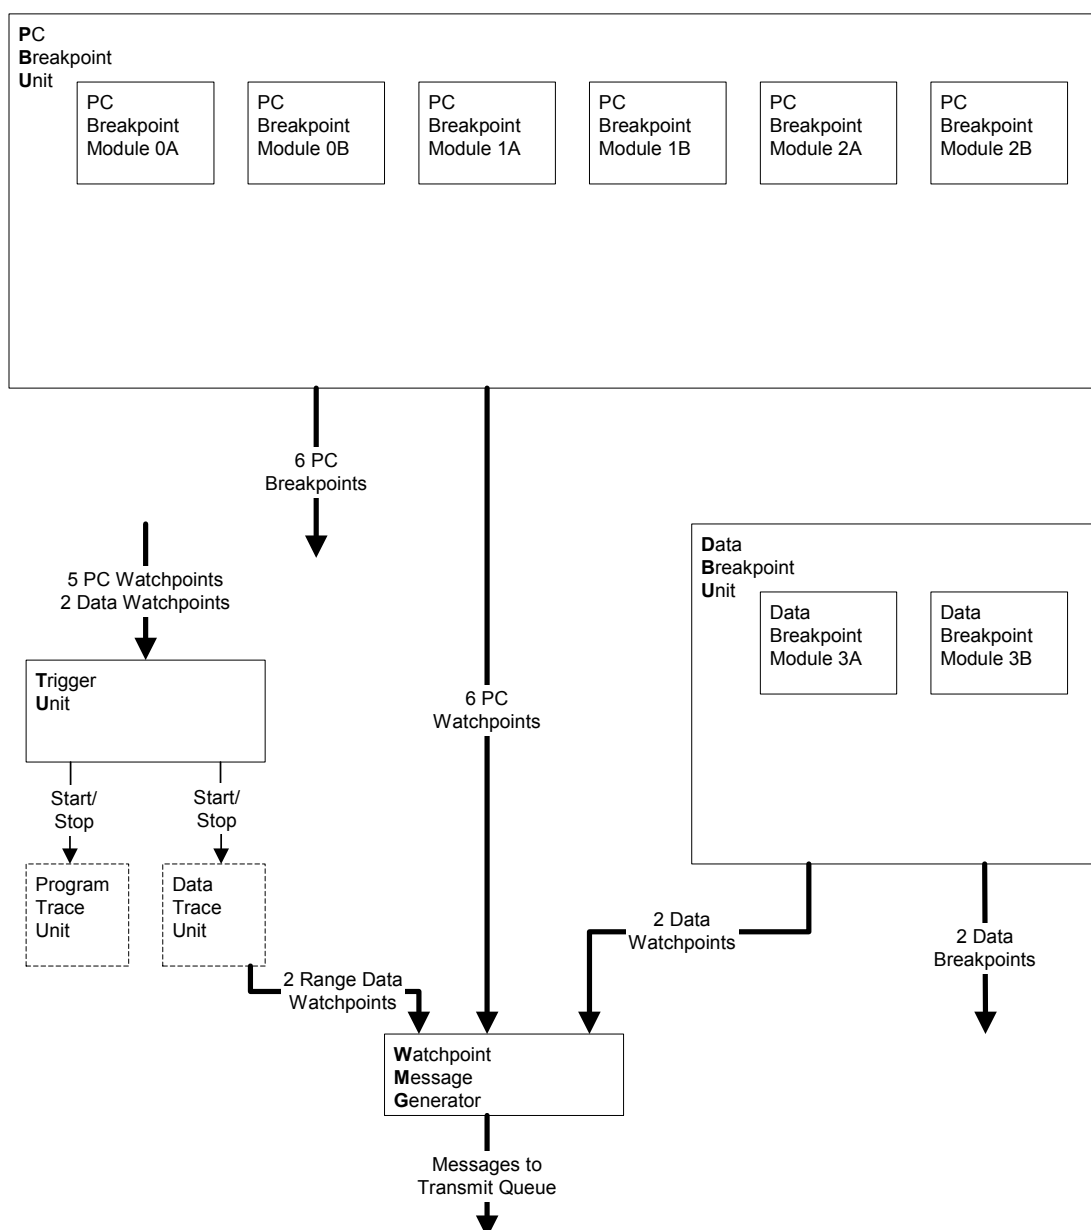 PC
Breakpoint
Unit
PC
Breakpoint
Module 0A
PC
Breakpoint
Module 0B
PC
Breakpoint
Module 1A
PC
Breakpoint
Module 1B
PC
Breakpoint
Module 2A
PC
Breakpoint
Module 2B
6 PC
Breakpoints
5 PC Watchpoints
2 Data Watchpoints
Data
Breakpoint
Unit
Data
Breakpoint
Module 3A
Data
Breakpoint
Module 3B
Trigger
Unit
6 PC
Watchpoints
Start/
Stop
Start/
Stop
Program
Trace
Unit
Data
Trace
Unit
2 Data
Watchpoints
2 Data
Breakpoints
2 Range Data
Watchpoints
Watchpoint
Message
Generator
Messages to
Transmit Queue